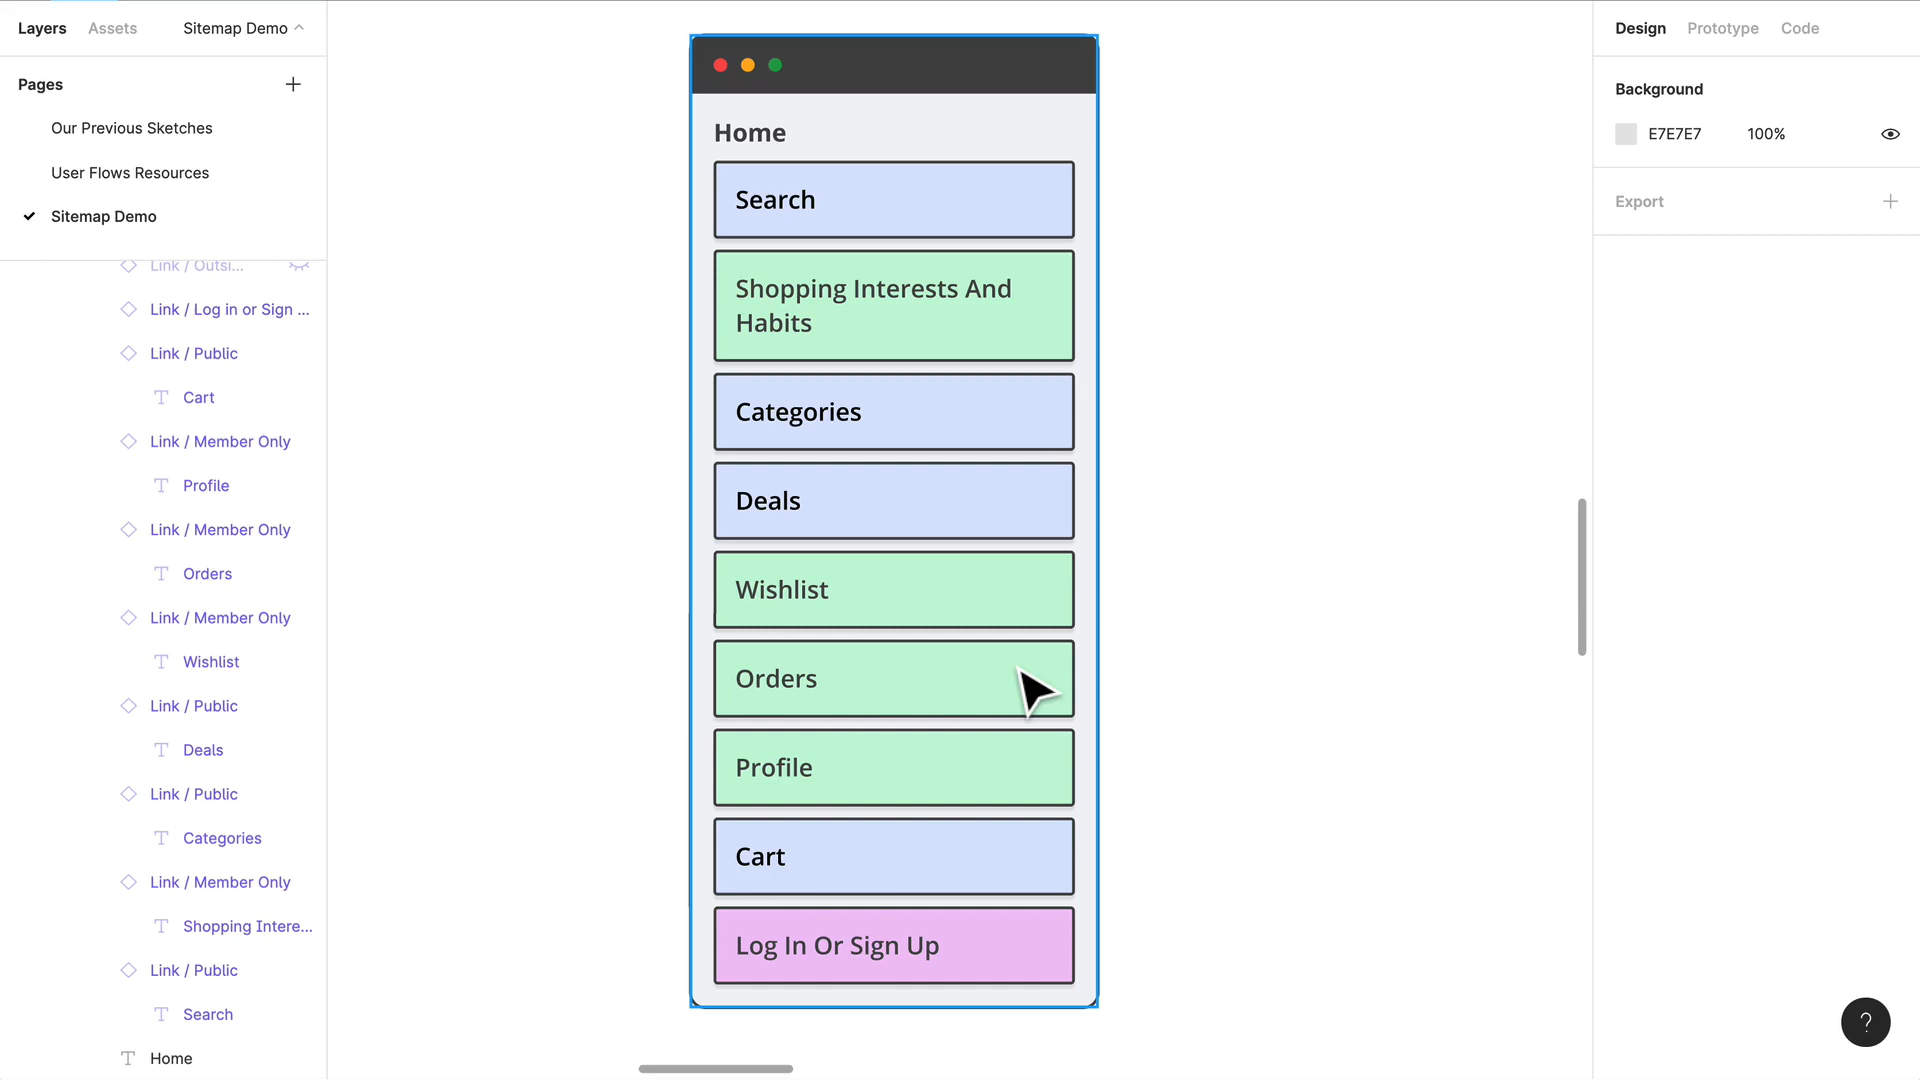 Layers
Assets
Sitemap Demo
Pages
Our Previous Sketches
User Flows Resources
Sitemap Demo
Link / Outsi...
Link / Log in or Sign ...
Link / Public
Cart
Link / Member Only
Profile
Link / Member Only
Orders
Link / Member Only
Wishlist
Link / Public
Deals
Link / Public
Categories
Link / Member Only
Shopping Intere...
Link / Public
Search
Home
Home
Search
Shopping Interests And
Habits
Categories
Deals
Wishlist
Orders
Profile
Cart
Log In Or Sign Up
Design
Prototype
Code
Background
E7E7E7
100%
Export
?